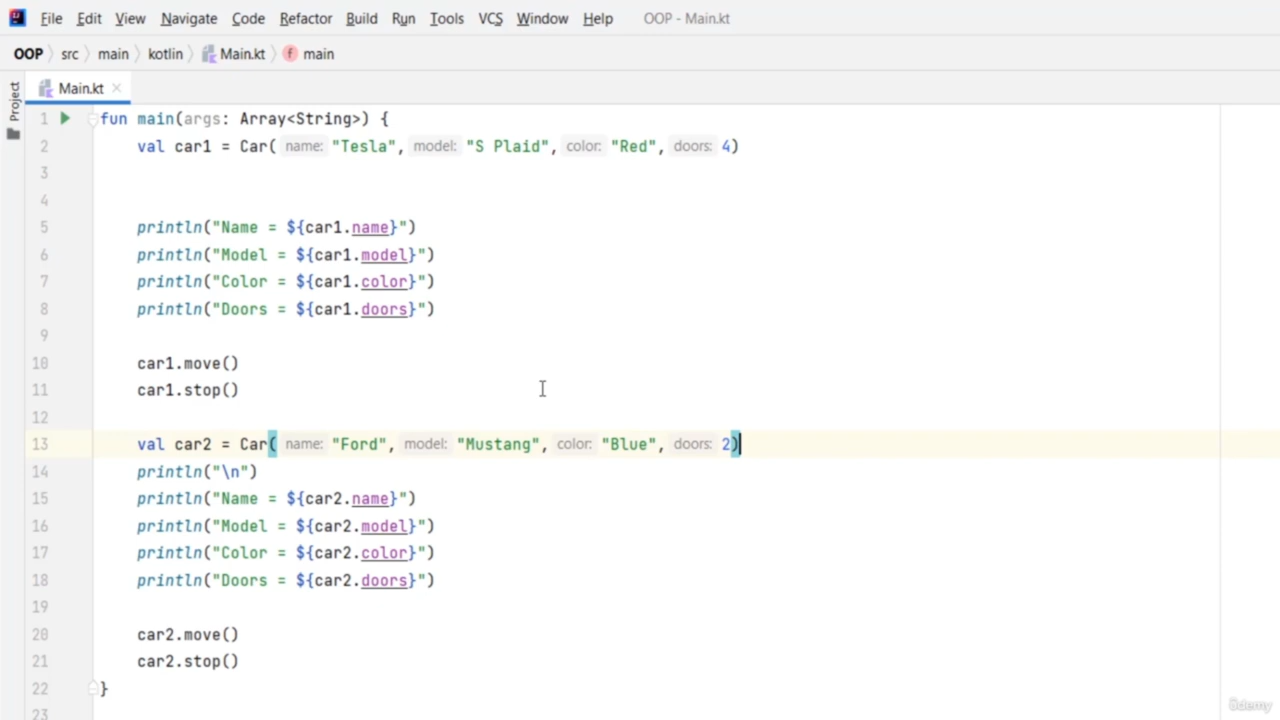 File Edit View Navigate Code Refactor Build Run Tools VCS Window Help OOP - Main.kt
OOP src main kotlin Main.kt main
Project
Main.kt
1 fun main(args: Array<String>) {
2 val car1 = Car( name: "Tesla", model: "S Plaid", color: "Red", doors: 4)
3
4
5 println("Name = ${car1.name}")
6 println("Model = ${car1.model}")
7 println("Color = ${car1.color}")
8 println("Doors = ${car1.doors}")
9
10 car1.move()
11 car1.stop()
12
13 val car2 = Car( name: "Ford", model: "Mustang", color: "Blue", doors: 2)
14 println("\n")
15 println("Name = ${car2.name}")
16 println("Model = ${car2.model}")
17 println("Color = ${car2.color}")
18 println("Doors = ${car2.doors}")
19
20 car2.move()
21 car2.stop()
22 }
23
ûdemy